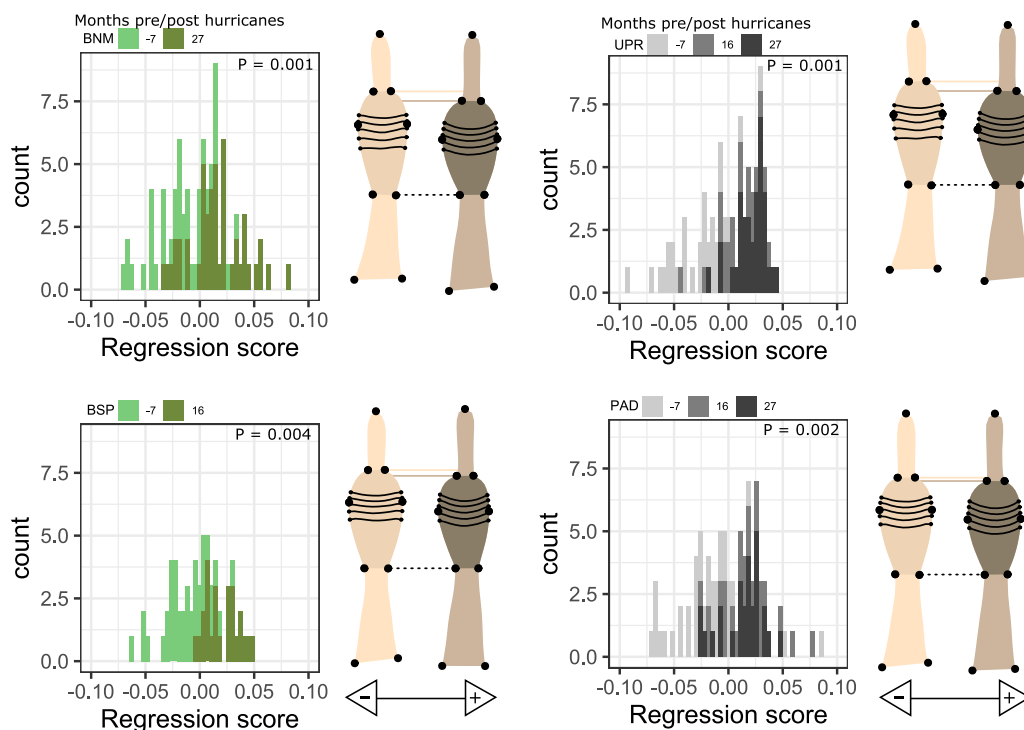 Months pre/post hurricanes
BNM -7 27
P = 0.001
7.5
5.0
2.5
0.0
count
-0.10 -0.05 0.00 0.05 0.10
Regression score
Months pre/post hurricanes
UPR -7 16 27
P = 0.001
7.5
5.0
2.5
0.0
count
-0.10 -0.05 0.00 0.05 0.10
Regression score
BSP -7 16
P = 0.004
7.5
5.0
2.5
0.0
count
-0.10 -0.05 0.00 0.05 0.10
Regression score
- +
PAD -7 16 27
P = 0.002
7.5
5.0
2.5
0.0
count
-0.10 -0.05 0.00 0.05 0.10
Regression score
- +